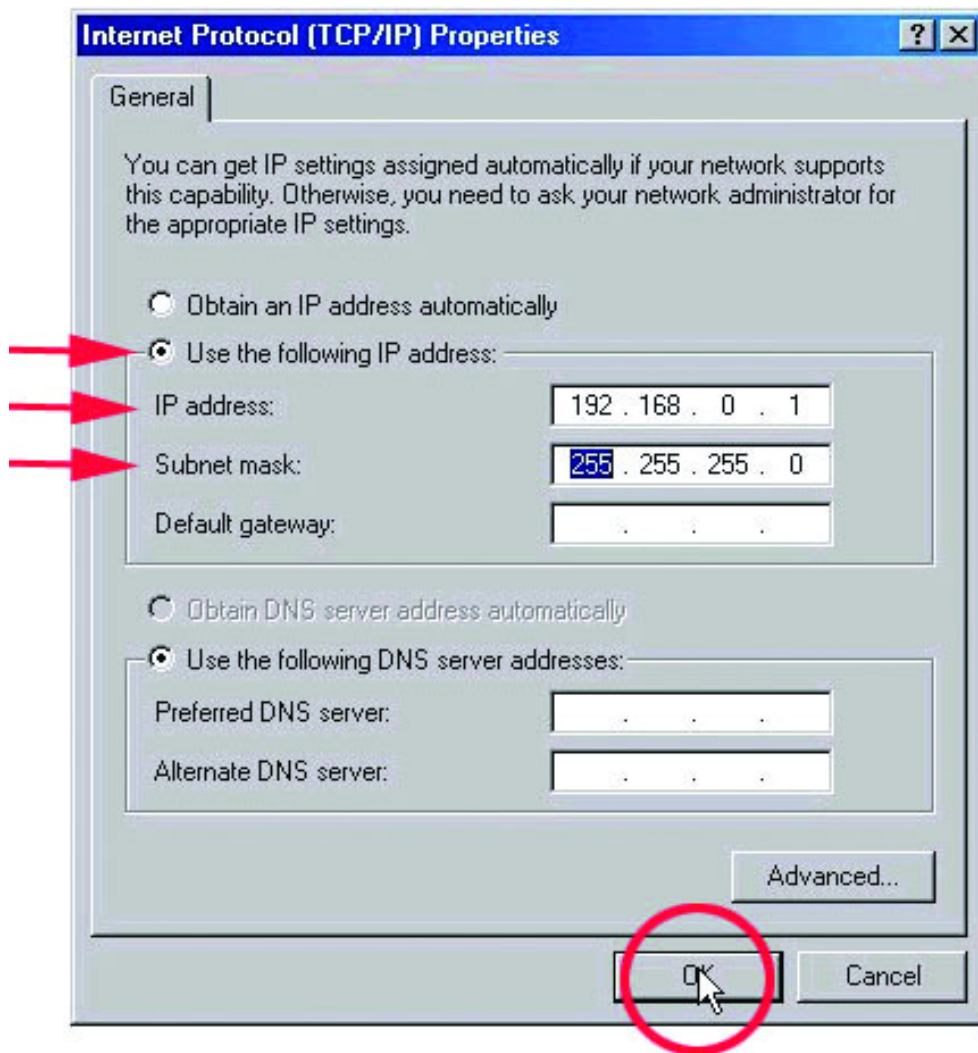 Internet Protocol (TCP/IP) Properties
General
You can get IP settings assigned automatically if your network supports
this capability. Otherwise, you need to ask your network administrator for
the appropriate IP settings.
Obtain an IP address automatically
Use the following IP address:
IP address: 192 . 168 . 0 . 1
Subnet mask: 255 . 255 . 255 . 0
Default gateway: . . .
Obtain DNS server address automatically
Use the following DNS server addresses:
Preferred DNS server: . . .
Alternate DNS server: . . .
Advanced...
OK Cancel